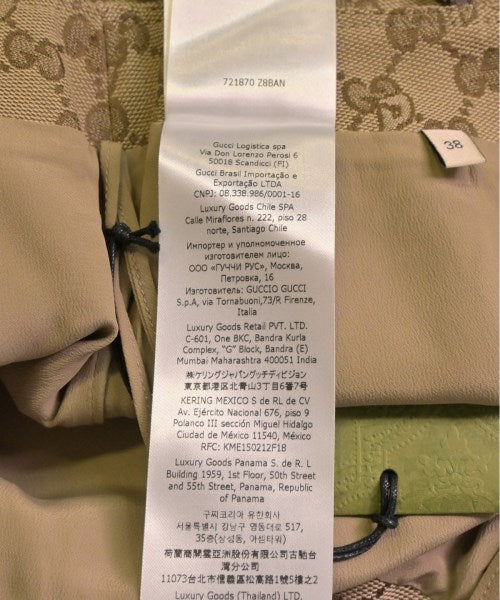 721870 Z8BAN
38
Gucci Logistica spa
Via Don Lorenzo Perosi 6
50018 Scandicci (FI)
Gucci Brasil Importação e
Exportação LTDA
CNPJ: 08.338.986/0001-16
Luxury Goods Chile SPA
Calle Miraflores n. 222, piso 28
norte, Santiago Chile
Импортер и уполномоченное
изготовителем лицо:
ООО «ГУЧЧИ РУС», Москва,
Петровка, 16
Изготовитель: GUCCIO GUCCI
S.p.A, via Tornabuoni,73/R Firenze,
Italia
Luxury Goods Retail PVT. LTD.
C-601, One BKC, Bandra Kurla
Complex, "G" Block, Bandra (E)
Mumbai Maharashtra 400051 India
㈱ケリングジャパングッチディビジョン
東京都港区北青山3丁目6番7号
KERING MEXICO S de RL de CV
Av. Ejército Nacional 676, piso 9
Polanco III sección Miguel Hidalgo
Ciudad de México 11540, México
RFC: KME150212F1B
Luxury Goods Panama S. de R. L
Building 1959, 1st Floor, 50th Street
and 55th Street, Panama, Republic
of Panama
구찌코리아 유한회사
서울특별시 강남구 영동대로 517,
35층(삼성동, 아셈타워)
荷蘭商開雲亞洲股份有限公司古馳台
灣分公司
11073台北市信義區松高路1號5樓之2
Luxury Goods (Thailand) LTD.